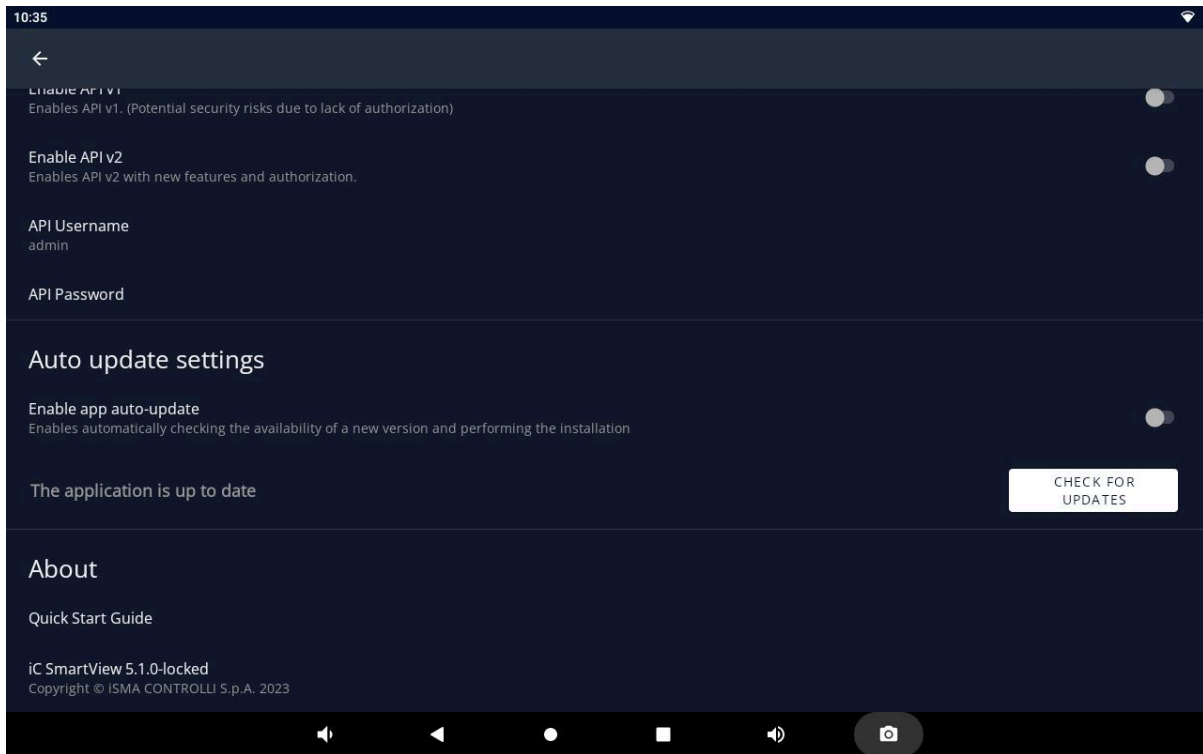 10:35
Enable API v1
Enables API v1. (Potential security risks due to lack of authorization)
Enable API v2
Enables API v2 with new features and authorization.
API Username
admin
API Password
Auto update settings
Enable app auto-update
Enables automatically checking the availability of a new version and performing the installation
The application is up to date
CHECK FOR
UPDATES
About
Quick Start Guide
iC SmartView 5.1.0-locked
Copyright © iSMA CONTROLLI S.p.A. 2023